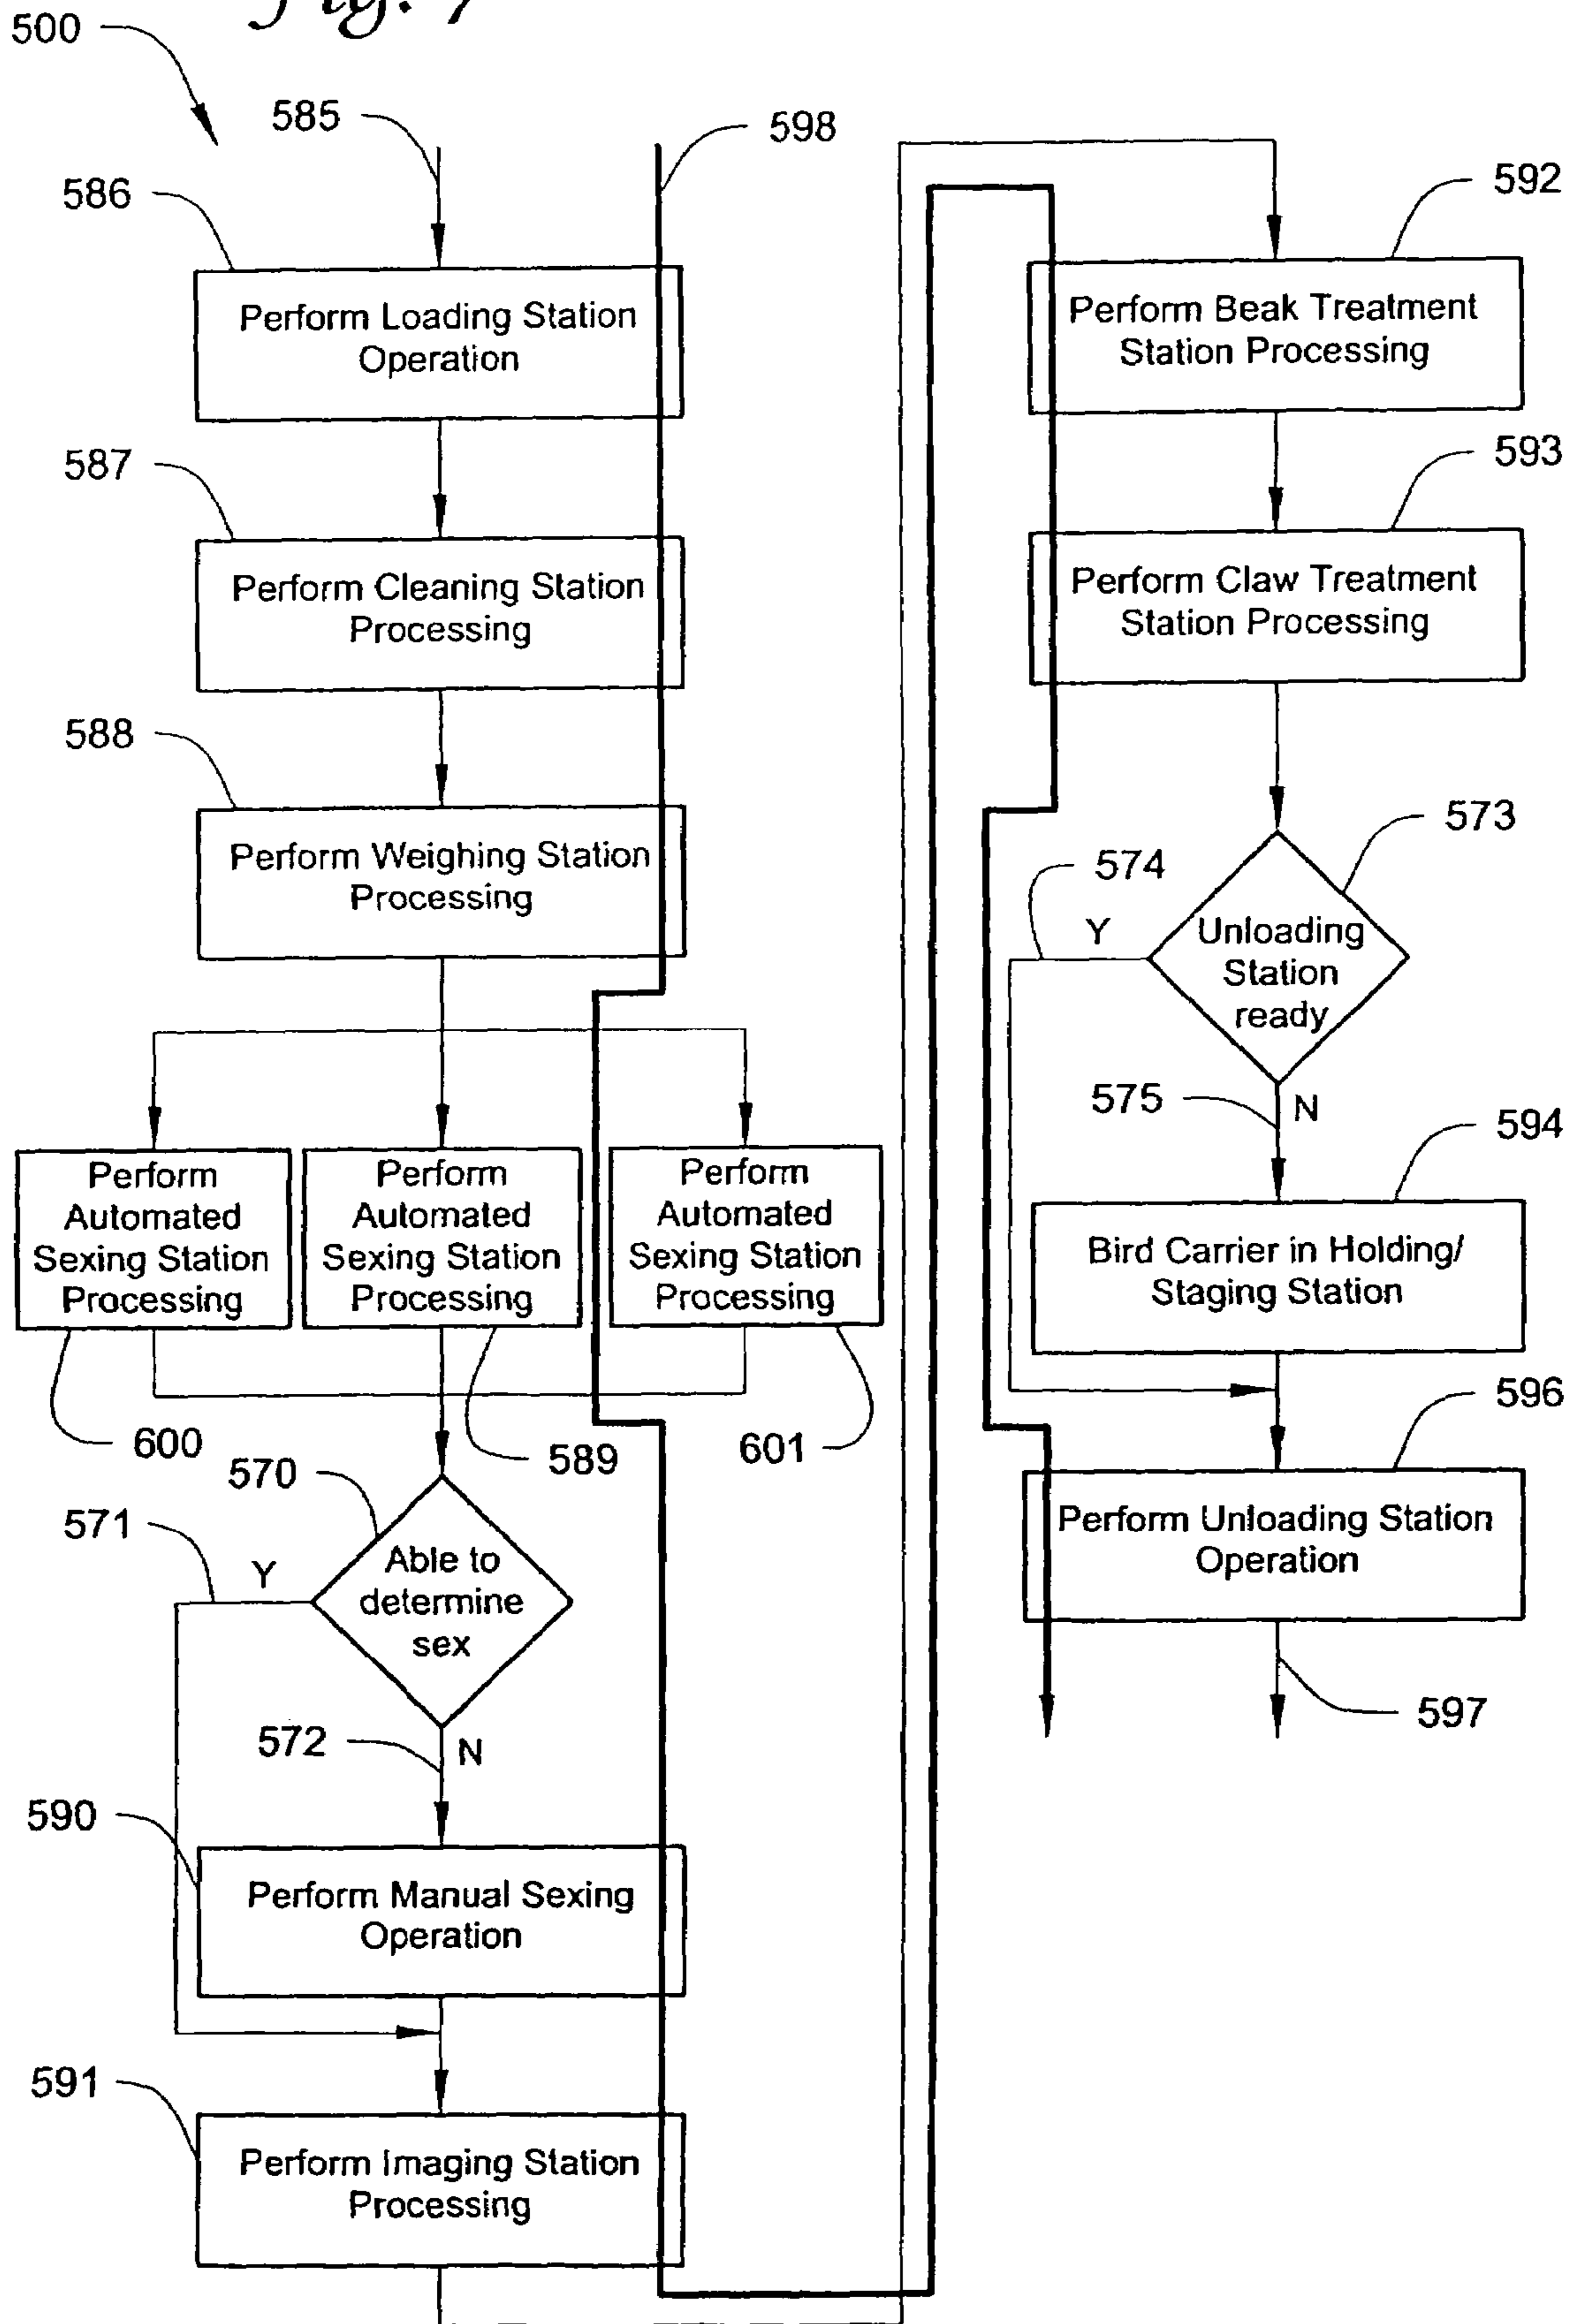 500
585
598
586
Perform Loading Station
Operation
587
Perform Cleaning Station
Processing
588
Perform Weighing Station
Processing
Perform
Automated
Sexing Station
Processing
Perform
Automated
Sexing Station
Processing
Perform
Automated
Sexing Station
Processing
600
589
601
570
571
Y
Able to
determine
sex
572
N
590
Perform Manual Sexing
Operation
591
Perform Imaging Station
Processing
592
Perform Beak Treatment
Station Processing
593
Perform Claw Treatment
Station Processing
573
574
Y
Unloading
Station
ready
575
N
594
Bird Carrier in Holding/
Staging Station
596
Perform Unloading Station
Operation
597